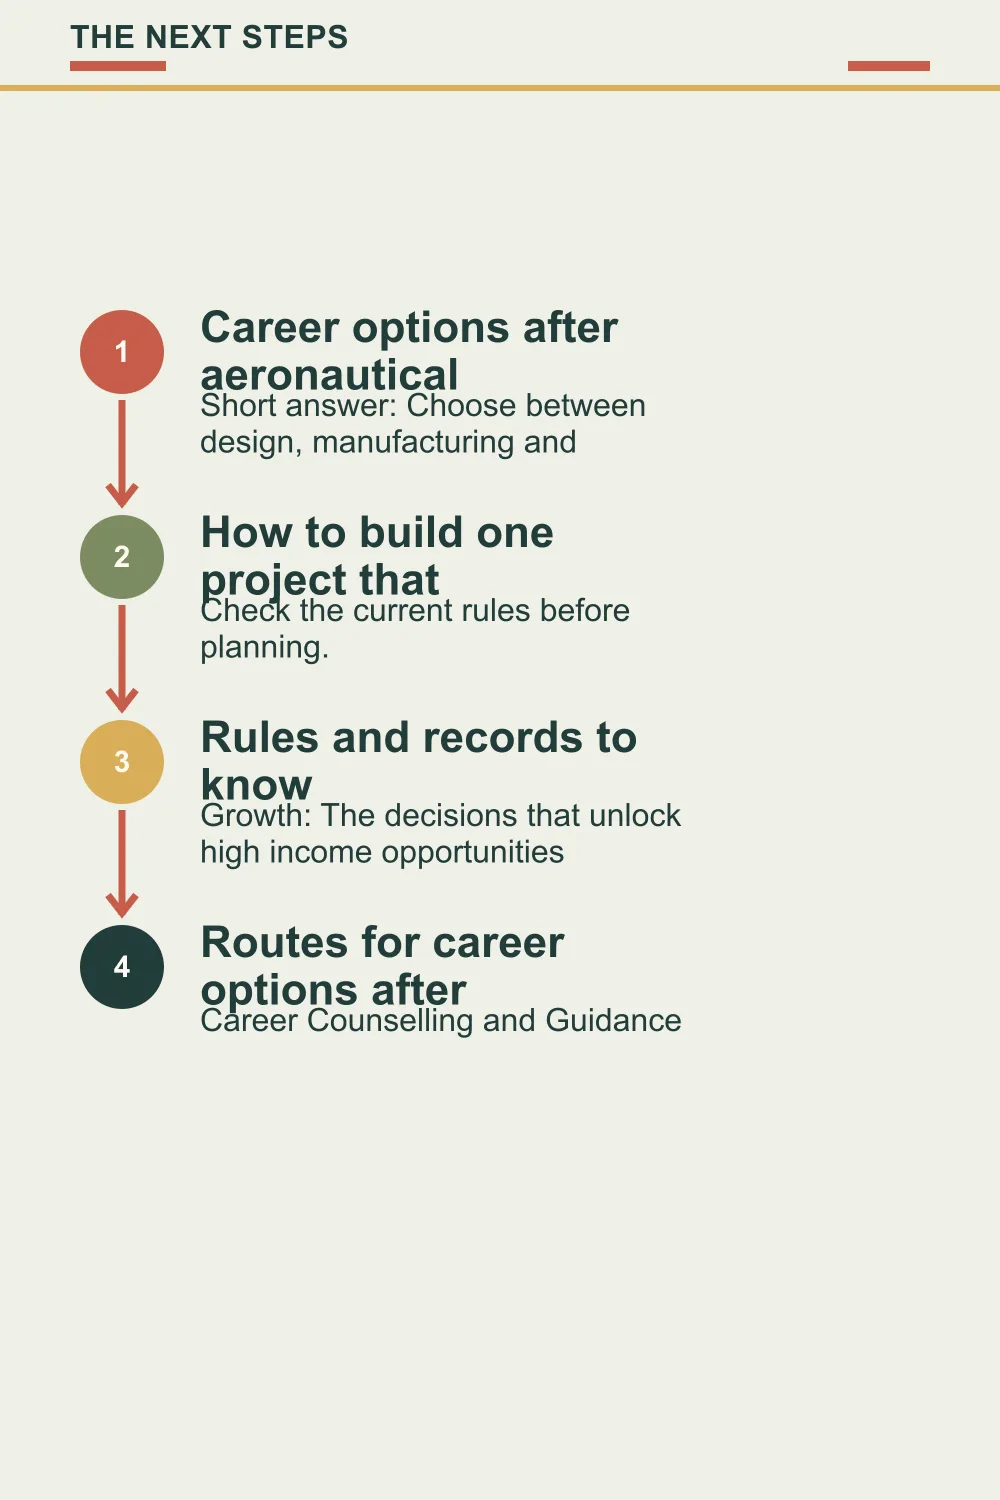 THE NEXT STEPS
1
Career options after
aeronautical
Short answer: Choose between
design, manufacturing and
2
How to build one
project that
Check the current rules before
planning.
3
Rules and records to
know
Growth: The decisions that unlock
high income opportunities
4
Routes for career
options after
Career Counselling and Guidance